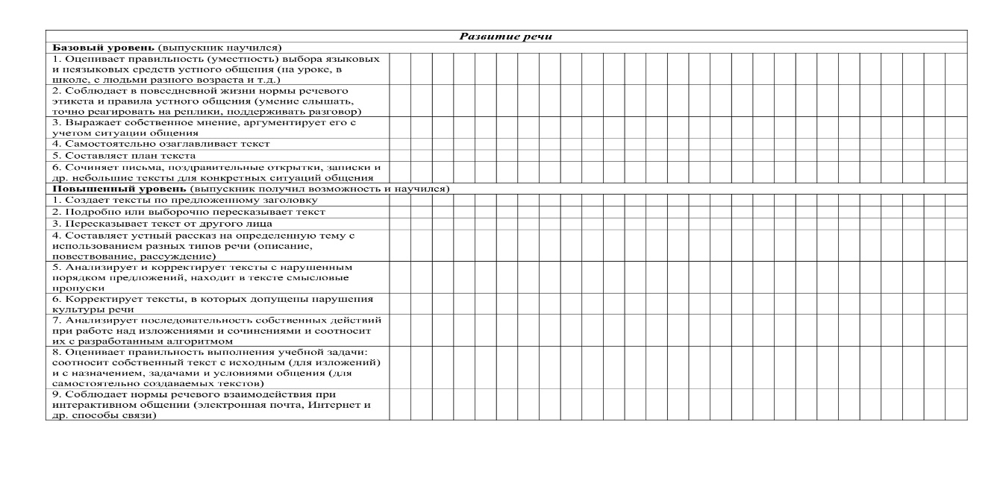 Развитие речи
Базовый уровень (выпускник научился)
1. Оценивает правильность (уместность) выбора языковых
и неязыковых средств устного общения (на уроке, в
школе, с людьми разного возраста и т.д.)
2. Соблюдает в повседневной жизни нормы речевого
этикета и правила устного общения (умение слышать,
точно реагировать на реплики, поддерживать разговор)
3. Выражает собственное мнение, аргументирует его с
учетом ситуации общения
4. Самостоятельно озаглавливает текст
5. Составляет план текста
6. Сочиняет письма, поздравительные открытки, записки и
др. небольшие тексты для конкретных ситуаций общения
Повышенный уровень (выпускник получил возможность и научился)
1. Создает тексты по предложенному заголовку
2. Подробно или выборочно пересказывает текст
3. Пересказывает текст от другого лица
4. Составляет устный рассказ на определенную тему с
использованием разных типов речи (описание,
повествование, рассуждение)
5. Анализирует и корректирует тексты с нарушенным
порядком предложений, находит в тексте смысловые
пропуски
6. Корректирует тексты, в которых допущены нарушения
культуры речи
7. Анализирует последовательность собственных действий
при работе над изложениями и сочинениями и соотносит
их с разработанным алгоритмом
8. Оценивает правильность выполнения учебной задачи:
соотносит собственный текст с исходным (для изложений)
и с назначением, задачами и условиями общения (для
самостоятельно создаваемых текстов)
9. Соблюдает нормы речевого взаимодействия при
интерактивном общении (электронная почта, Интернет и
др. способы связи)